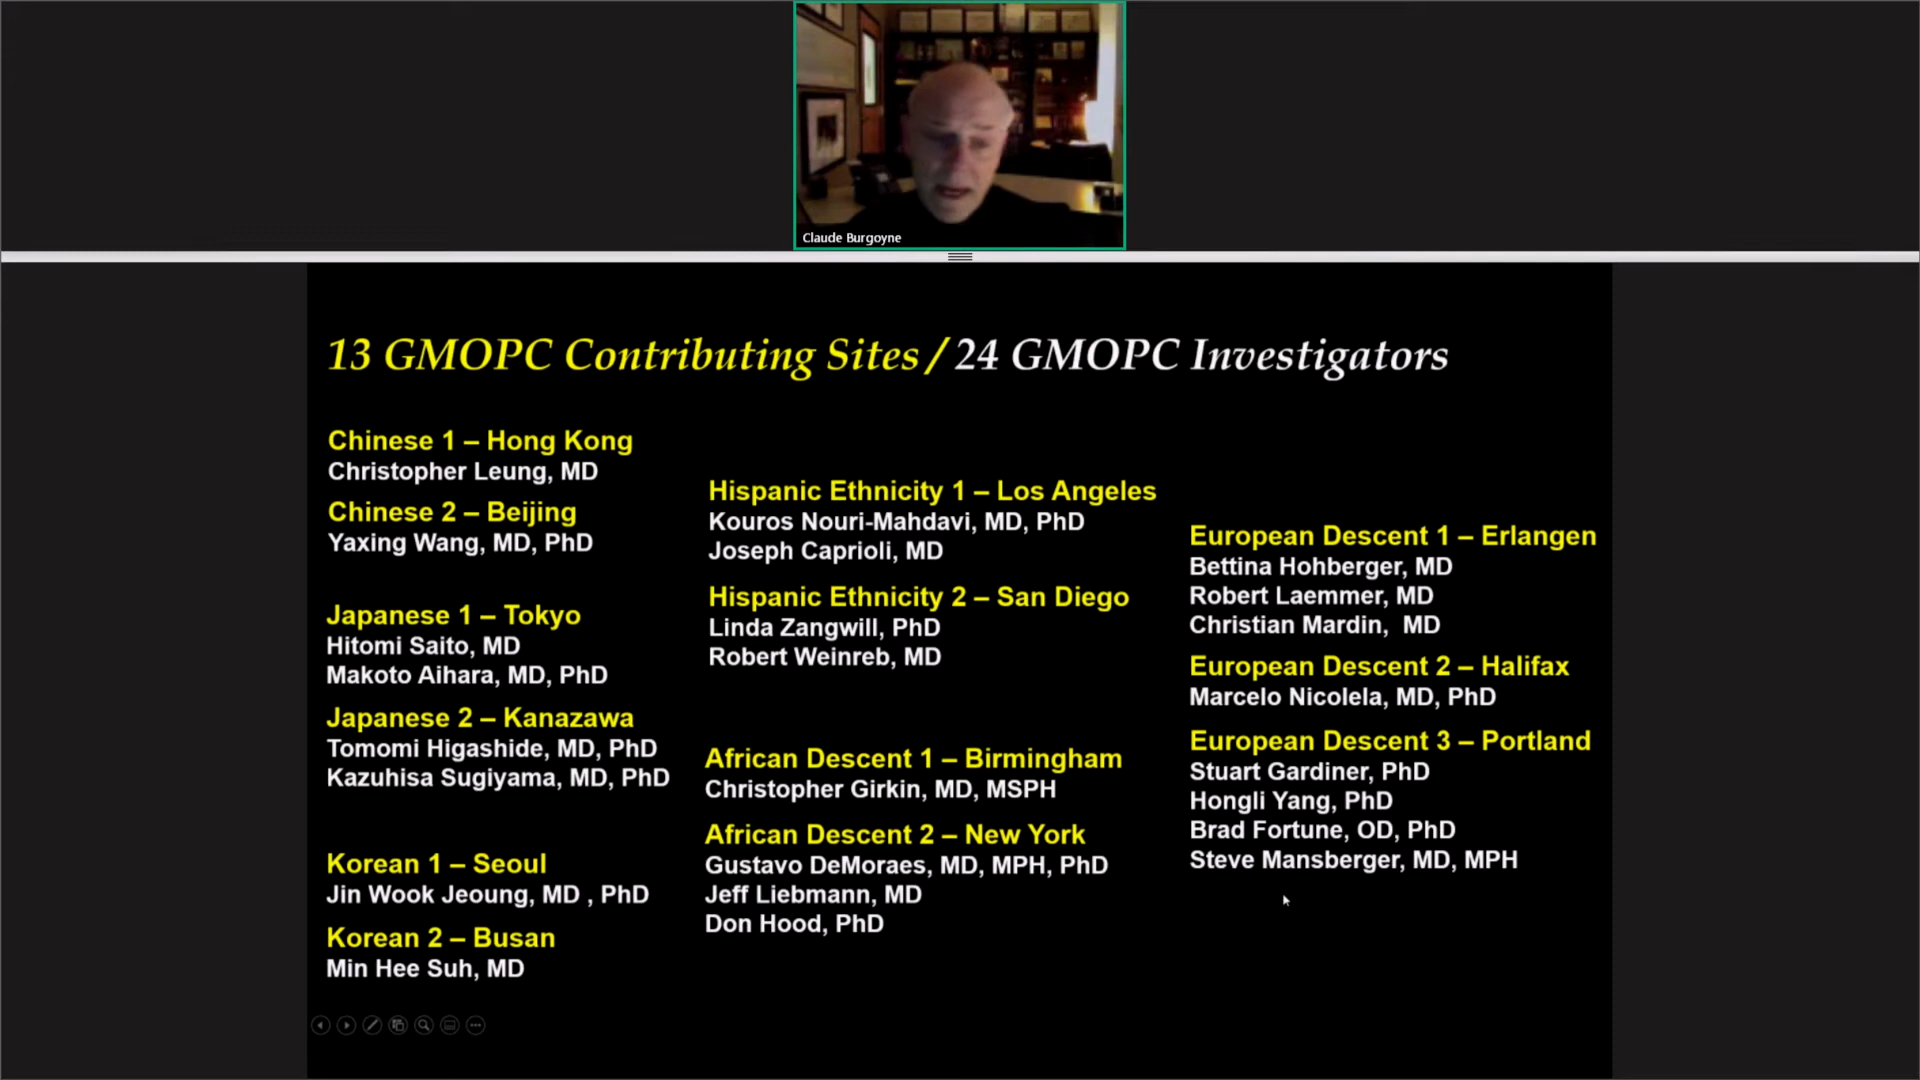 Claude Burgoyne
13 GMOPC Contributing Sites / 24 GMOPC Investigators
Chinese 1 – Hong Kong
Christopher Leung, MD
Chinese 2 – Beijing
Yaxing Wang, MD, PhD
Japanese 1 – Tokyo
Hitomi Saito, MD
Makoto Aihara, MD, PhD
Japanese 2 – Kanazawa
Tomomi Higashide, MD, PhD
Kazuhisa Sugiyama, MD, PhD
Korean 1 – Seoul
Jin Wook Jeoung, MD , PhD
Korean 2 – Busan
Min Hee Suh, MD
Hispanic Ethnicity 1 – Los Angeles
Kouros Nouri-Mahdavi, MD, PhD
Joseph Caprioli, MD
Hispanic Ethnicity 2 – San Diego
Linda Zangwill, PhD
Robert Weinreb, MD
African Descent 1 – Birmingham
Christopher Girkin, MD, MSPH
African Descent 2 – New York
Gustavo DeMoraes, MD, MPH, PhD
Jeff Liebmann, MD
Don Hood, PhD
European Descent 1 – Erlangen
Bettina Hohberger, MD
Robert Laemmer, MD
Christian Mardin,  MD
European Descent 2 – Halifax
Marcelo Nicolela, MD, PhD
European Descent 3 – Portland
Stuart Gardiner, PhD
Hongli Yang, PhD
Brad Fortune, OD, PhD
Steve Mansberger, MD, MPH